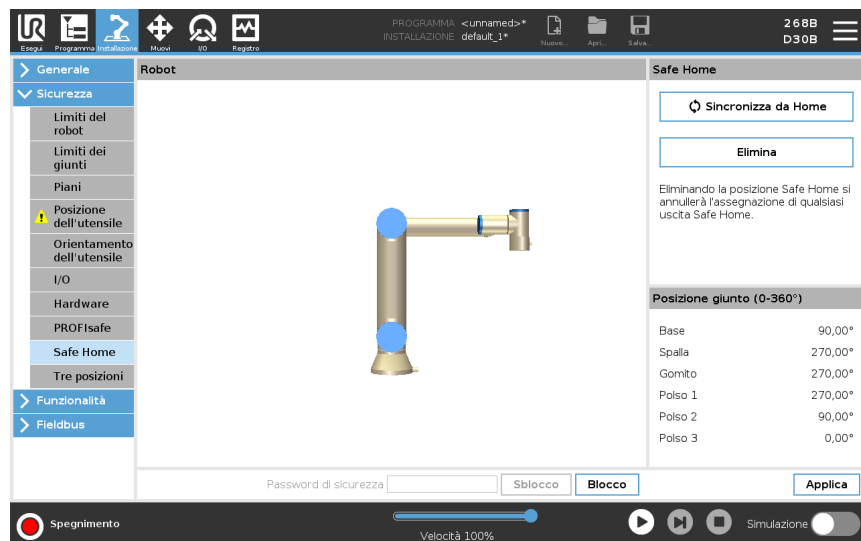 UR
Esegui
Programma
Installazione
Muovi
I/O
Registro
PROGRAMMA <unnamed>*
INSTALLAZIONE default_1*
Nuovo...
Apri...
Salva...
268B
D30B
Generale
Sicurezza
Limiti del
robot
Limiti dei
giunti
Piani
Posizione
dell'utensile
Orientamento
dell'utensile
I/O
Hardware
PROFIsafe
Safe Home
Tre posizioni
Funzionalità
Fieldbus
Robot
Safe Home
Sincronizza da Home
Elimina
Eliminando la posizione Safe Home si
annullerà l'assegnazione di qualsiasi
uscita Safe Home.
Posizione giunto (0-360°)
Base 90,00°
Spalla 270,00°
Gomito 270,00°
Polso 1 270,00°
Polso 2 90,00°
Polso 3 0,00°
Password di sicurezza
Sblocco
Blocco
Applica
Spegnimento
Velocità 100%
Simulazione